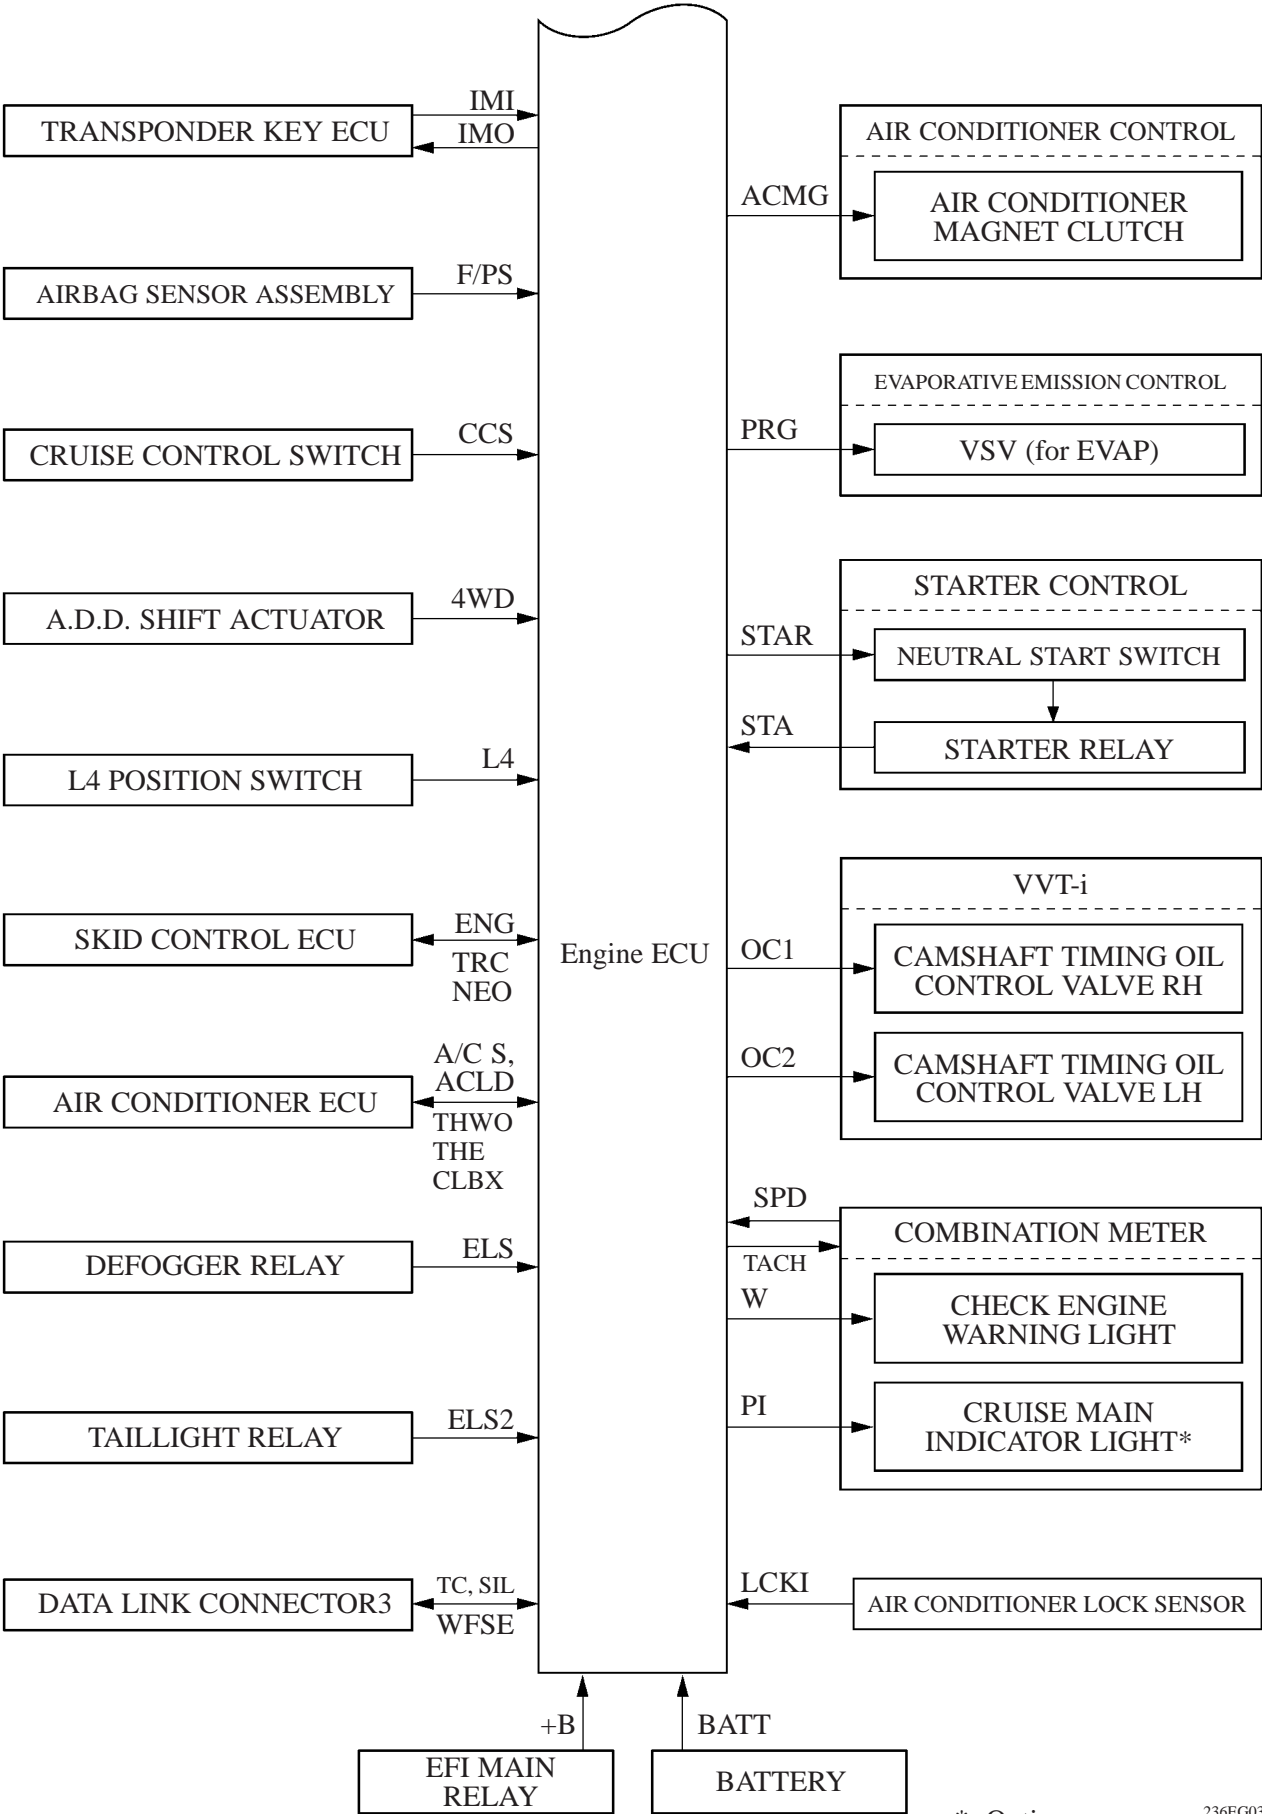 IMI
TRANSPONDER KEY ECU
IMO
F/PS
AIRBAG SENSOR ASSEMBLY
CCS
CRUISE CONTROL SWITCH
4WD
A.D.D. SHIFT ACTUATOR
L4
L4 POSITION SWITCH
ENG
SKID CONTROL ECU
TRC
NEO
A/C S,
ACLD
AIR CONDITIONER ECU
THWO
THE
CLBX
ELS
DEFOGGER RELAY
ELS2
TAILLIGHT RELAY
TC, SIL
DATA LINK CONNECTOR3
WFSE
Engine ECU
AIR CONDITIONER CONTROL
ACMG
AIR CONDITIONER
MAGNET CLUTCH
EVAPORATIVE EMISSION CONTROL
PRG
VSV (for EVAP)
STARTER CONTROL
STAR
NEUTRAL START SWITCH
STA
STARTER RELAY
VVT-i
OC1
CAMSHAFT TIMING OIL
CONTROL VALVE RH
OC2
CAMSHAFT TIMING OIL
CONTROL VALVE LH
SPD
COMBINATION METER
TACH
W
CHECK ENGINE
WARNING LIGHT
PI
CRUISE MAIN
INDICATOR LIGHT*
LCKI
AIR CONDITIONER LOCK SENSOR
+B
BATT
EFI MAIN
RELAY
BATTERY